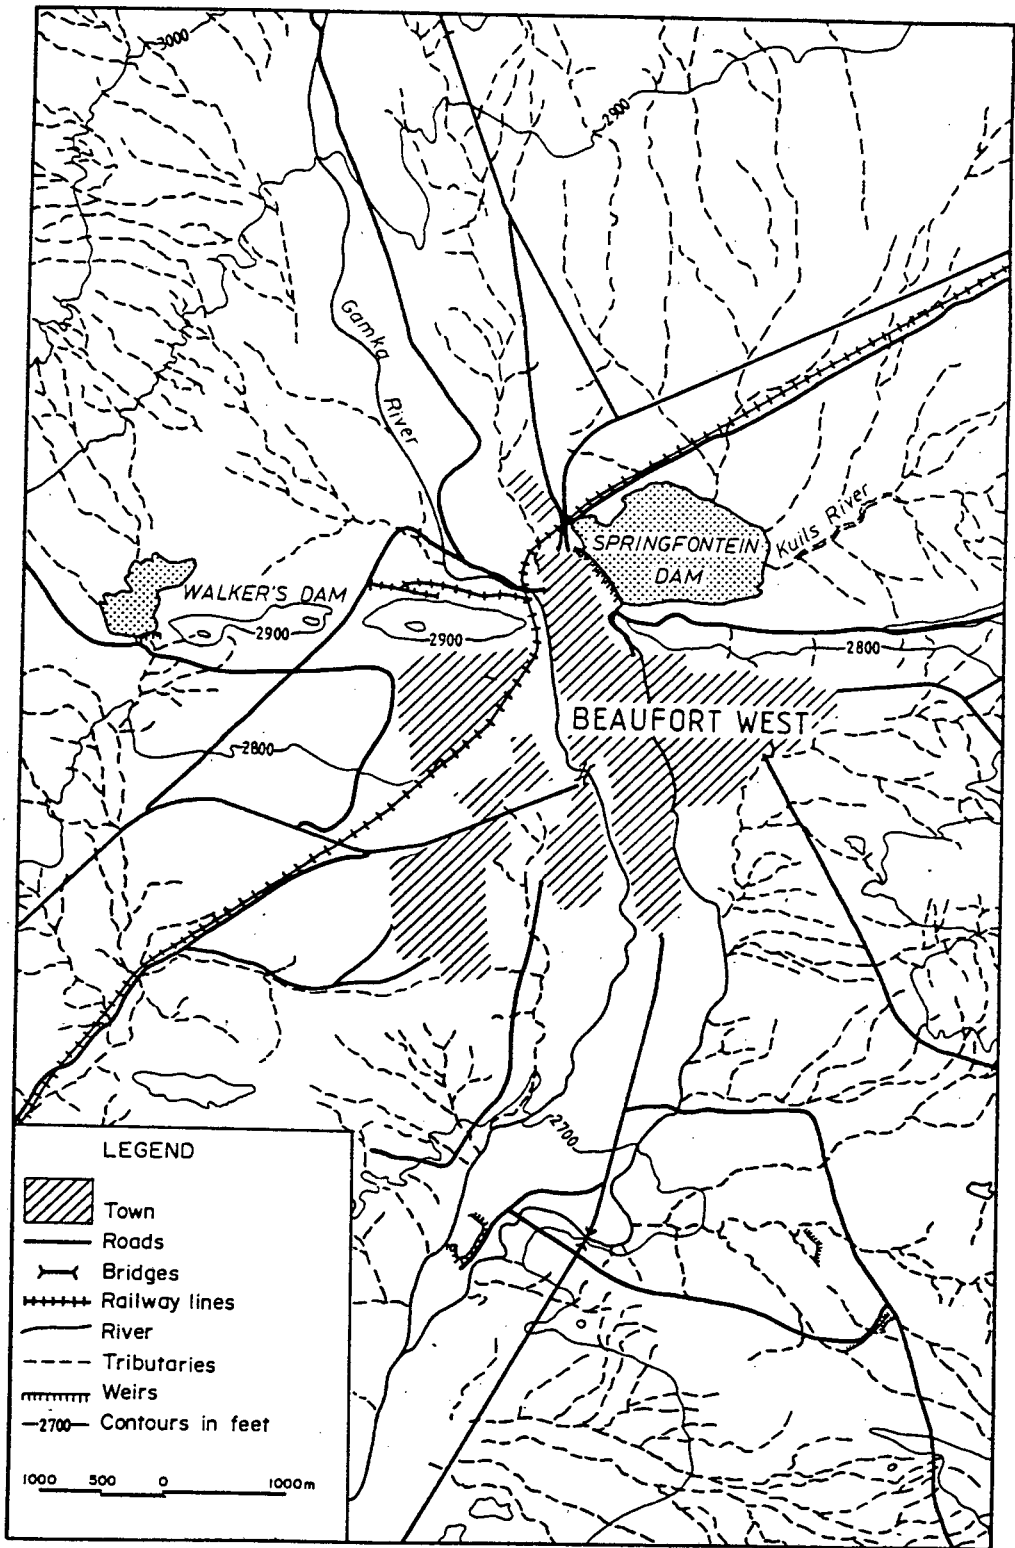 3000
2900
Gamka
River
SPRINGFONTEIN
DAM
Kuils River
WALKER'S DAM
2900
2900
2800
BEAUFORT WEST
2800
2700
LEGEND
Town
Roads
Bridges
Railway lines
River
Tributaries
Weirs
2700 Contours in feet
1000 500 0 1000m